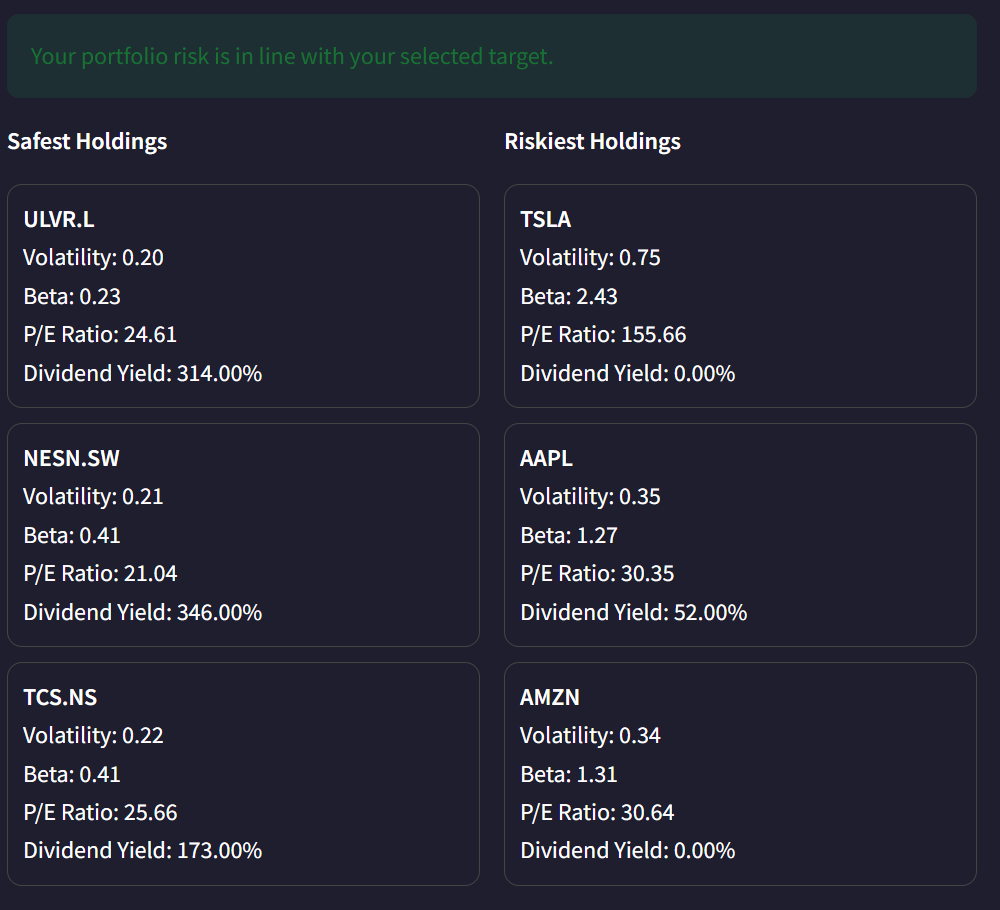 Your portfolio risk is in line with your selected target.
Safest Holdings
ULVR.L
Volatility: 0.20
Beta: 0.23
P/E Ratio: 24.61
Dividend Yield: 314.00%
NESN.SW
Volatility: 0.21
Beta: 0.41
P/E Ratio: 21.04
Dividend Yield: 346.00%
TCS.NS
Volatility: 0.22
Beta: 0.41
P/E Ratio: 25.66
Dividend Yield: 173.00%
Riskiest Holdings
TSLA
Volatility: 0.75
Beta: 2.43
P/E Ratio: 155.66
Dividend Yield: 0.00%
AAPL
Volatility: 0.35
Beta: 1.27
P/E Ratio: 30.35
Dividend Yield: 52.00%
AMZN
Volatility: 0.34
Beta: 1.31
P/E Ratio: 30.64
Dividend Yield: 0.00%